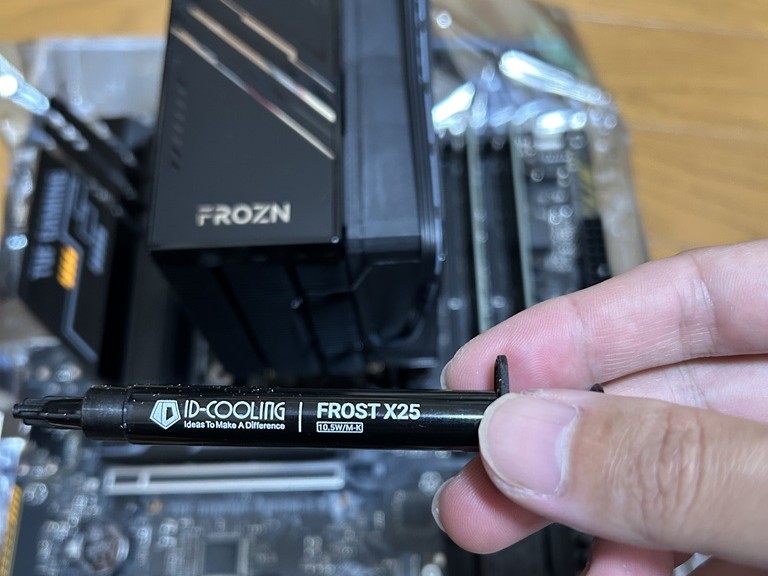 FROZN
ID-COOLING
Ideas To Make A Difference
FROST X25
10.5W/M-K